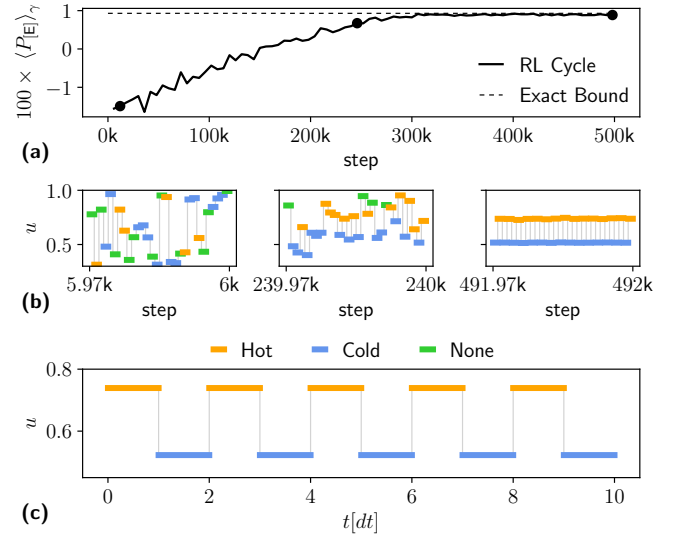 100 × ⟨P[E]⟩γ
1
0
−1
RL Cycle
Exact Bound
0k 100k 200k 300k 400k 500k
step
(a)
u
1.0
0.5
5.97k 6k 239.97k 240k 491.97k 492k
step step step
(b)
Hot Cold None
u
0.8
0.6
0 2 4 6 8 10
t[dt]
(c)